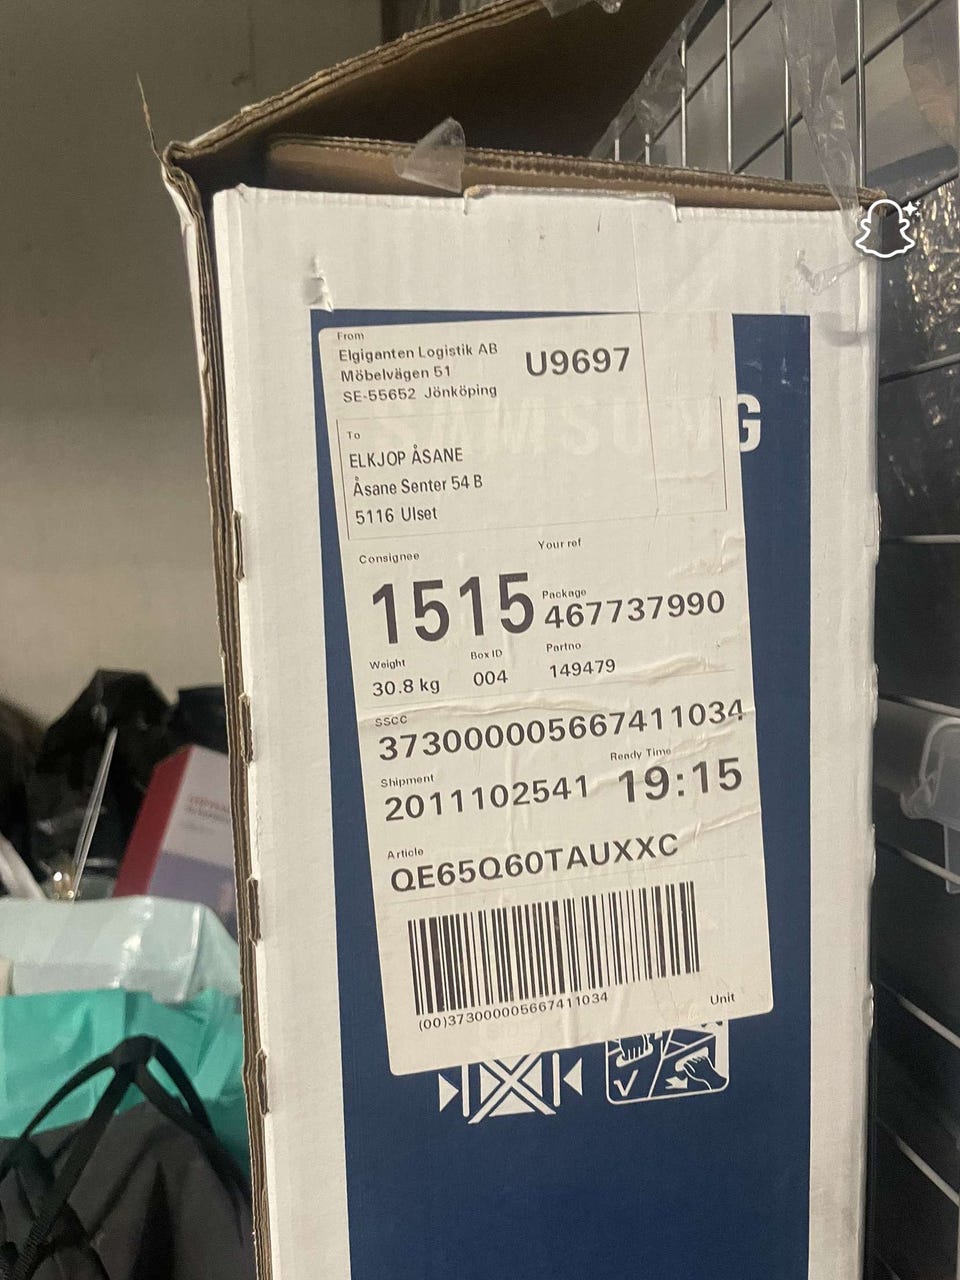 From
Elgiganten Logistik AB
Möbelvägen 51
SE-55652 Jönköping
U9697
SAMSUNG
To
ELKJOP ÅSANE
Åsane Senter 54 B
5116 Ulset
Consignee
Your ref
1515
Package
467737990
Weight
30.8 kg
Box ID
004
Partno
149479
SSCC
373000005667411034
Shipment
2011102541
Ready Time
19:15
Article
QE65Q60TAUXXC
(00)373000005667411034
Unit